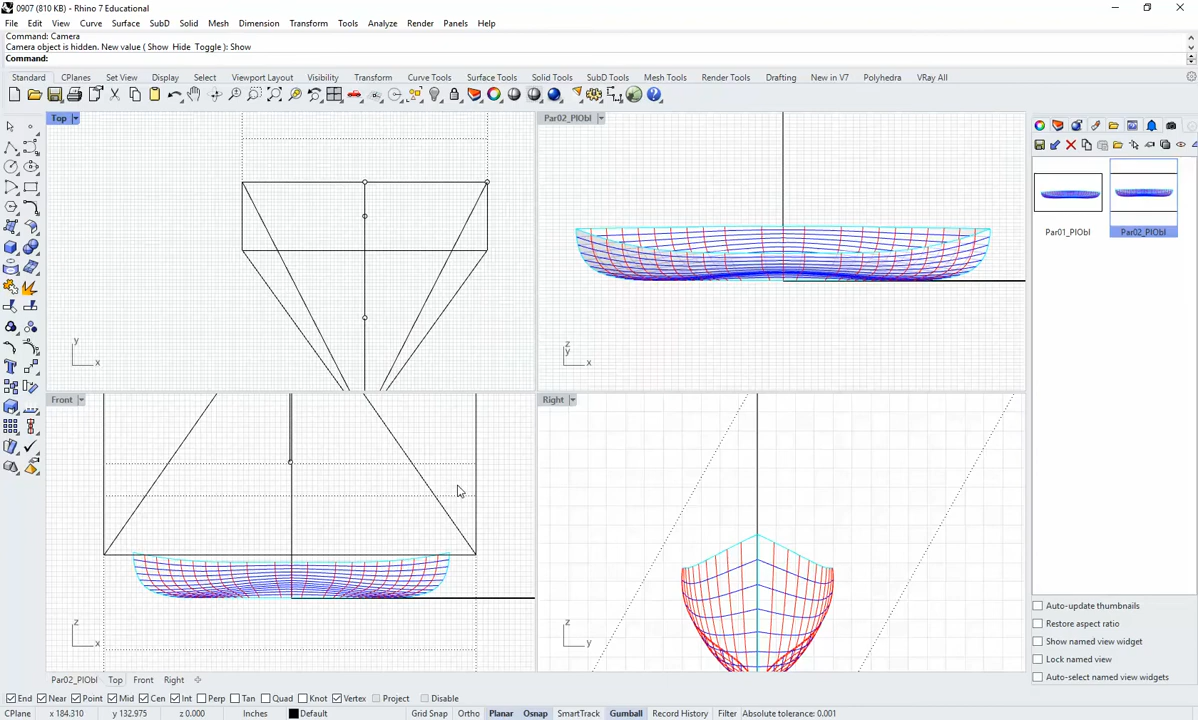 0907 (810 KB) - Rhino 7 Educational
File Edit View Curve Surface SubD Solid Mesh Dimension Transform Tools Analyze Render Panels Help
Command: Camera
Camera object is hidden. New value ( Show Hide Toggle ): Show
Command:
Standard CPlanes Set View Display Select Viewport Layout Visibility Transform Curve Tools Surface Tools Solid Tools SubD Tools Mesh Tools Render Tools Drafting New in V7 Polyhedra VRay All
Top
Par02_PlObl
y
x
z
y
x
Par01_PlObl
Par02_PlObl
Front
Right
z
x
z
y
Auto-update thumbnails
Restore aspect ratio
Show named view widget
Lock named view
Auto-select named view widgets
Par02_PlObl Top Front Right
End Near Point Mid Cen Int Perp Tan Quad Knot Vertex Project Disable
CPlane x 184.310 y 132.975 z 0.000 Inches Default Grid Snap Ortho Planar Osnap SmartTrack Gumball Record History Filter Absolute tolerance: 0.001